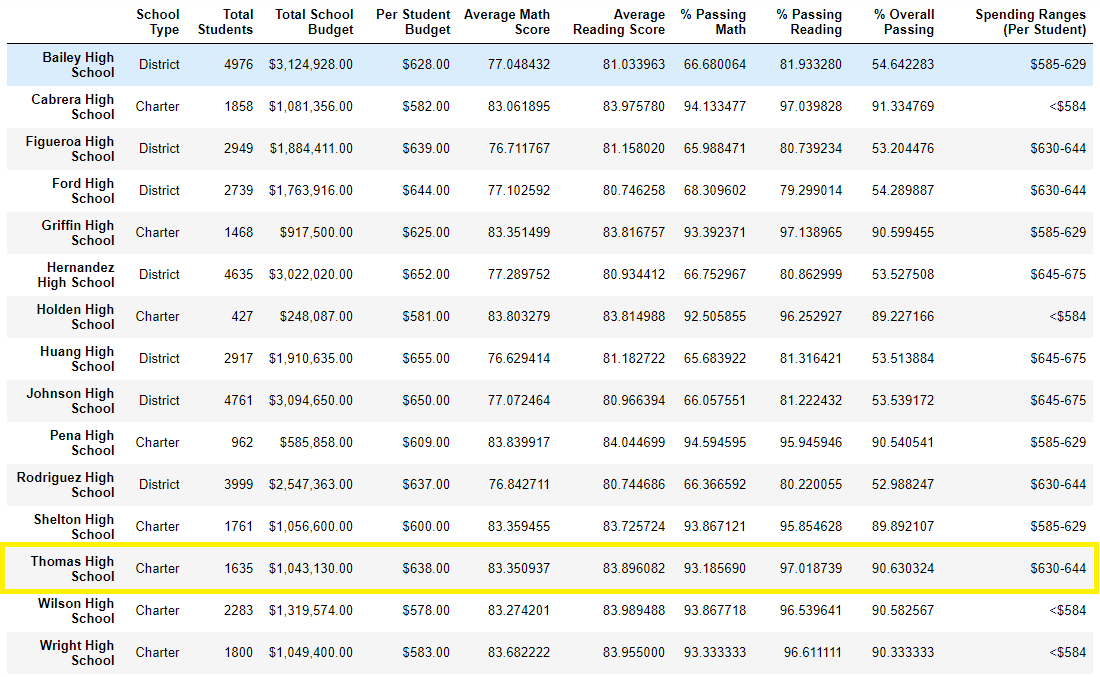 School Type Total Students Total School Budget Per Student Budget Average Math Score Average Reading Score % Passing Math % Passing Reading % Overall Passing Spending Ranges (Per Student)
Bailey High School District 4976 $3,124,928.00 $628.00 77.048432 81.033963 66.680064 81.933280 54.642283 $585-629
Cabrera High School Charter 1858 $1,081,356.00 $582.00 83.061895 83.975780 94.133477 97.039828 91.334769 <$584
Figueroa High School District 2949 $1,884,411.00 $639.00 76.711767 81.158020 65.988471 80.739234 53.204476 $630-644
Ford High School District 2739 $1,763,916.00 $644.00 77.102592 80.746258 68.309602 79.299014 54.289887 $630-644
Griffin High School Charter 1468 $917,500.00 $625.00 83.351499 83.816757 93.392371 97.138965 90.599455 $585-629
Hernandez High School District 4635 $3,022,020.00 $652.00 77.289752 80.934412 66.752967 80.862999 53.527508 $645-675
Holden High School Charter 427 $248,087.00 $581.00 83.803279 83.814988 92.505855 96.252927 89.227166 <$584
Huang High School District 2917 $1,910,635.00 $655.00 76.629414 81.182722 65.683922 81.316421 53.513884 $645-675
Johnson High School District 4761 $3,094,650.00 $650.00 77.072464 80.966394 66.057551 81.222432 53.539172 $645-675
Pena High School Charter 962 $585,858.00 $609.00 83.839917 84.044699 94.594595 95.945946 90.540541 $585-629
Rodriguez High School District 3999 $2,547,363.00 $637.00 76.842711 80.744686 66.366592 80.220055 52.988247 $630-644
Shelton High School Charter 1761 $1,056,600.00 $600.00 83.359455 83.725724 93.867121 95.854628 89.892107 $585-629
Thomas High School Charter 1635 $1,043,130.00 $638.00 83.350937 83.896082 93.185690 97.018739 90.630324 $630-644
Wilson High School Charter 2283 $1,319,574.00 $578.00 83.274201 83.989488 93.867718 96.539641 90.582567 <$584
Wright High School Charter 1800 $1,049,400.00 $583.00 83.682222 83.955000 93.333333 96.611111 90.333333 <$584